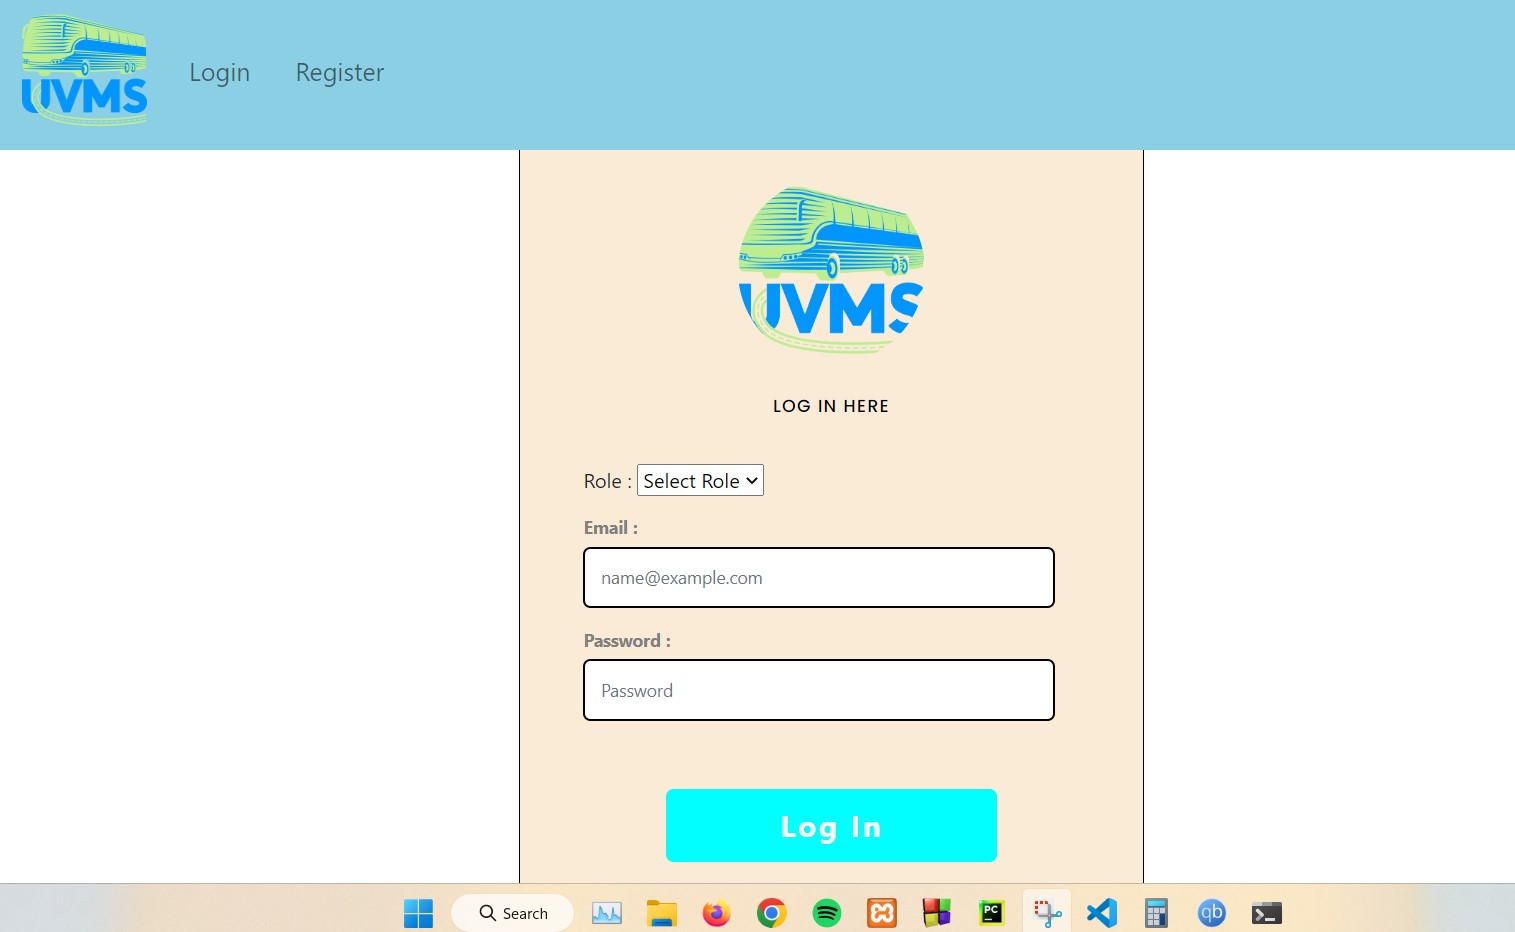 UVMS
Login
Register
UVMS
LOG IN HERE
Role : Select Role
Email :
name@example.com
Password :
Password
Log In
Search
PC
qb